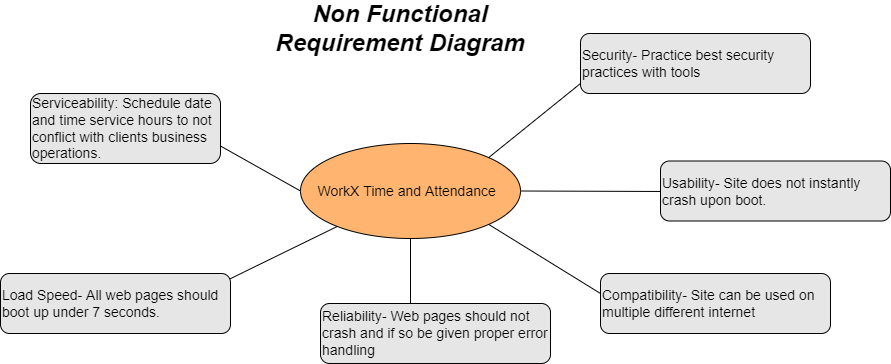 Non Functional
Requirement Diagram
Security- Practice best security
practices with tools
Serviceability: Schedule date
and time service hours to not
conflict with clients business
operations.
WorkX Time and Attendance
Usability- Site does not instantly
crash upon boot.
Load Speed- All web pages should
boot up under 7 seconds.
Reliability- Web pages should not
crash and if so be given proper error
handling
Compatibility- Site can be used on
multiple different internet